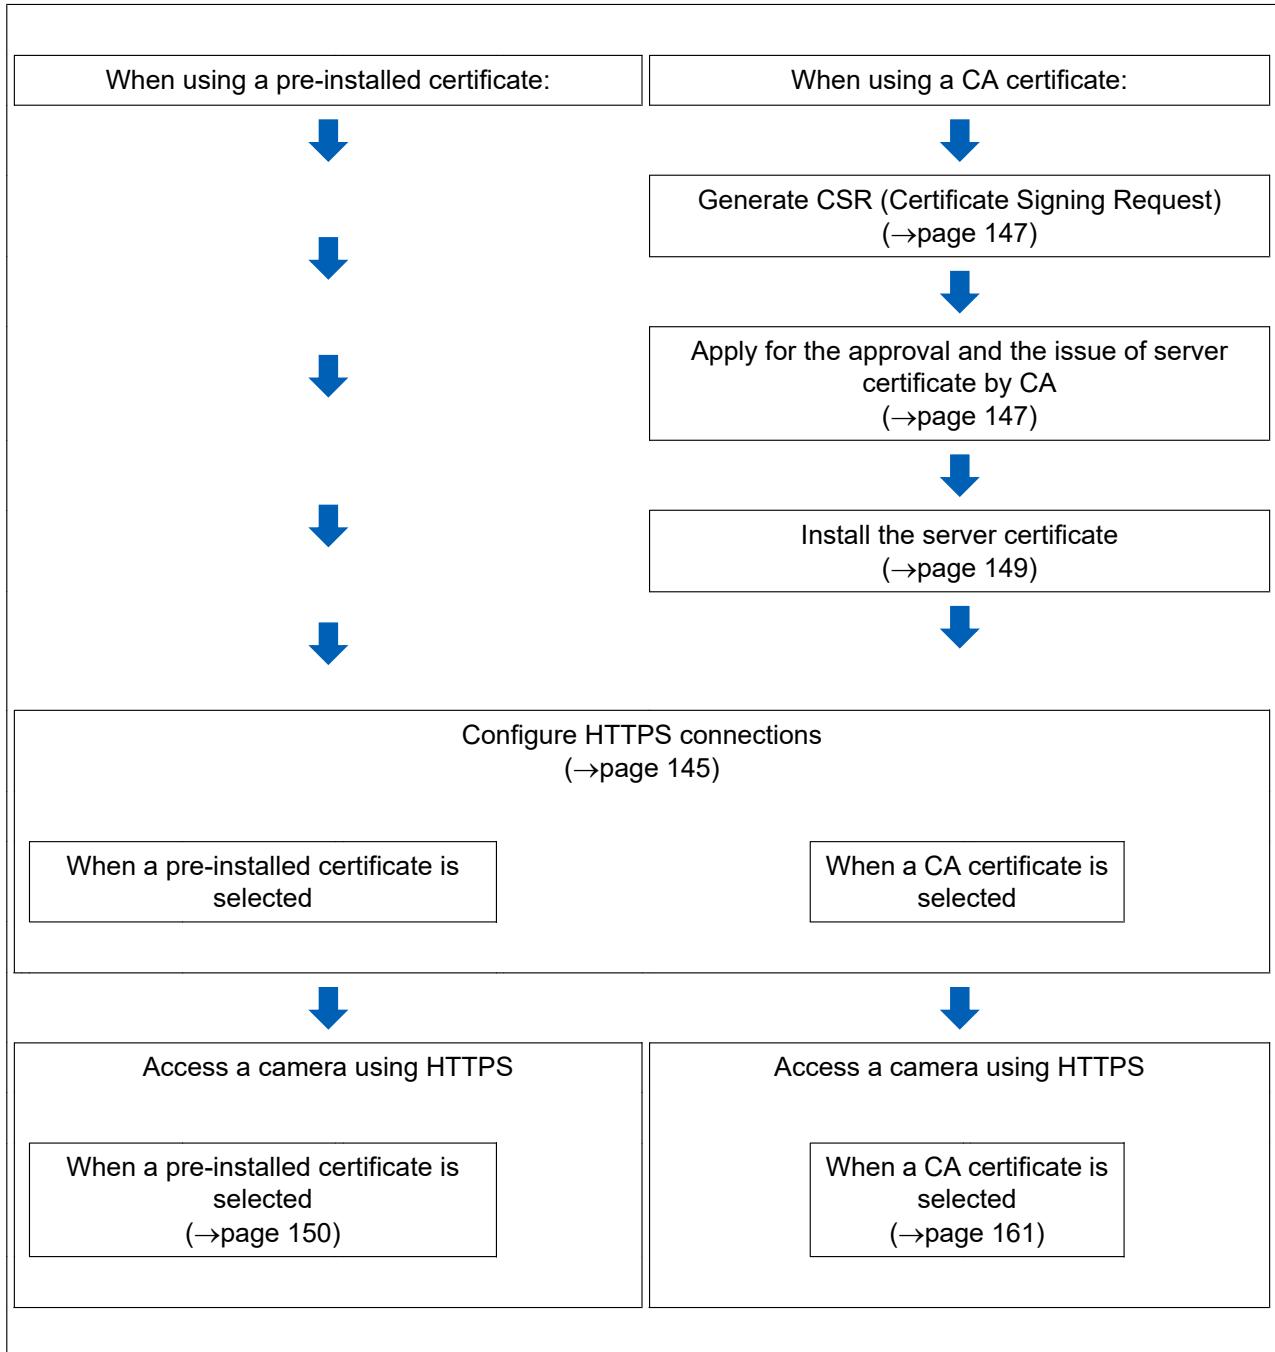 When using a pre-installed certificate:
When using a CA certificate:
Generate CSR (Certificate Signing Request)
(→page 147)
Apply for the approval and the issue of server
certificate by CA
(→page 147)
Install the server certificate
(→page 149)
Configure HTTPS connections
(→page 145)
When a pre-installed certificate is
selected
When a CA certificate is
selected
Access a camera using HTTPS
When a pre-installed certificate is
selected
(→page 150)
Access a camera using HTTPS
When a CA certificate is
selected
(→page 161)